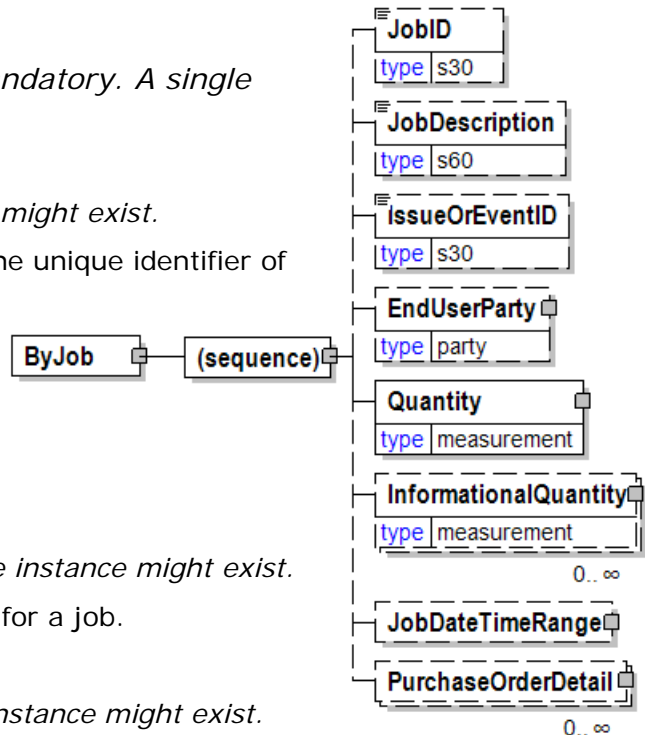 ndatory. A single
might exist.
he unique identifier of
e instance might exist.
for a job.
nstance might exist.
ByJob
(sequence)
JobID
type s30
JobDescription
type s60
IssueOrEventID
type s30
EndUserParty
type party
Quantity
type measurement
InformationalQuantity
type measurement
0.. ∞
JobDateTimeRange
PurchaseOrderDetail
0.. ∞